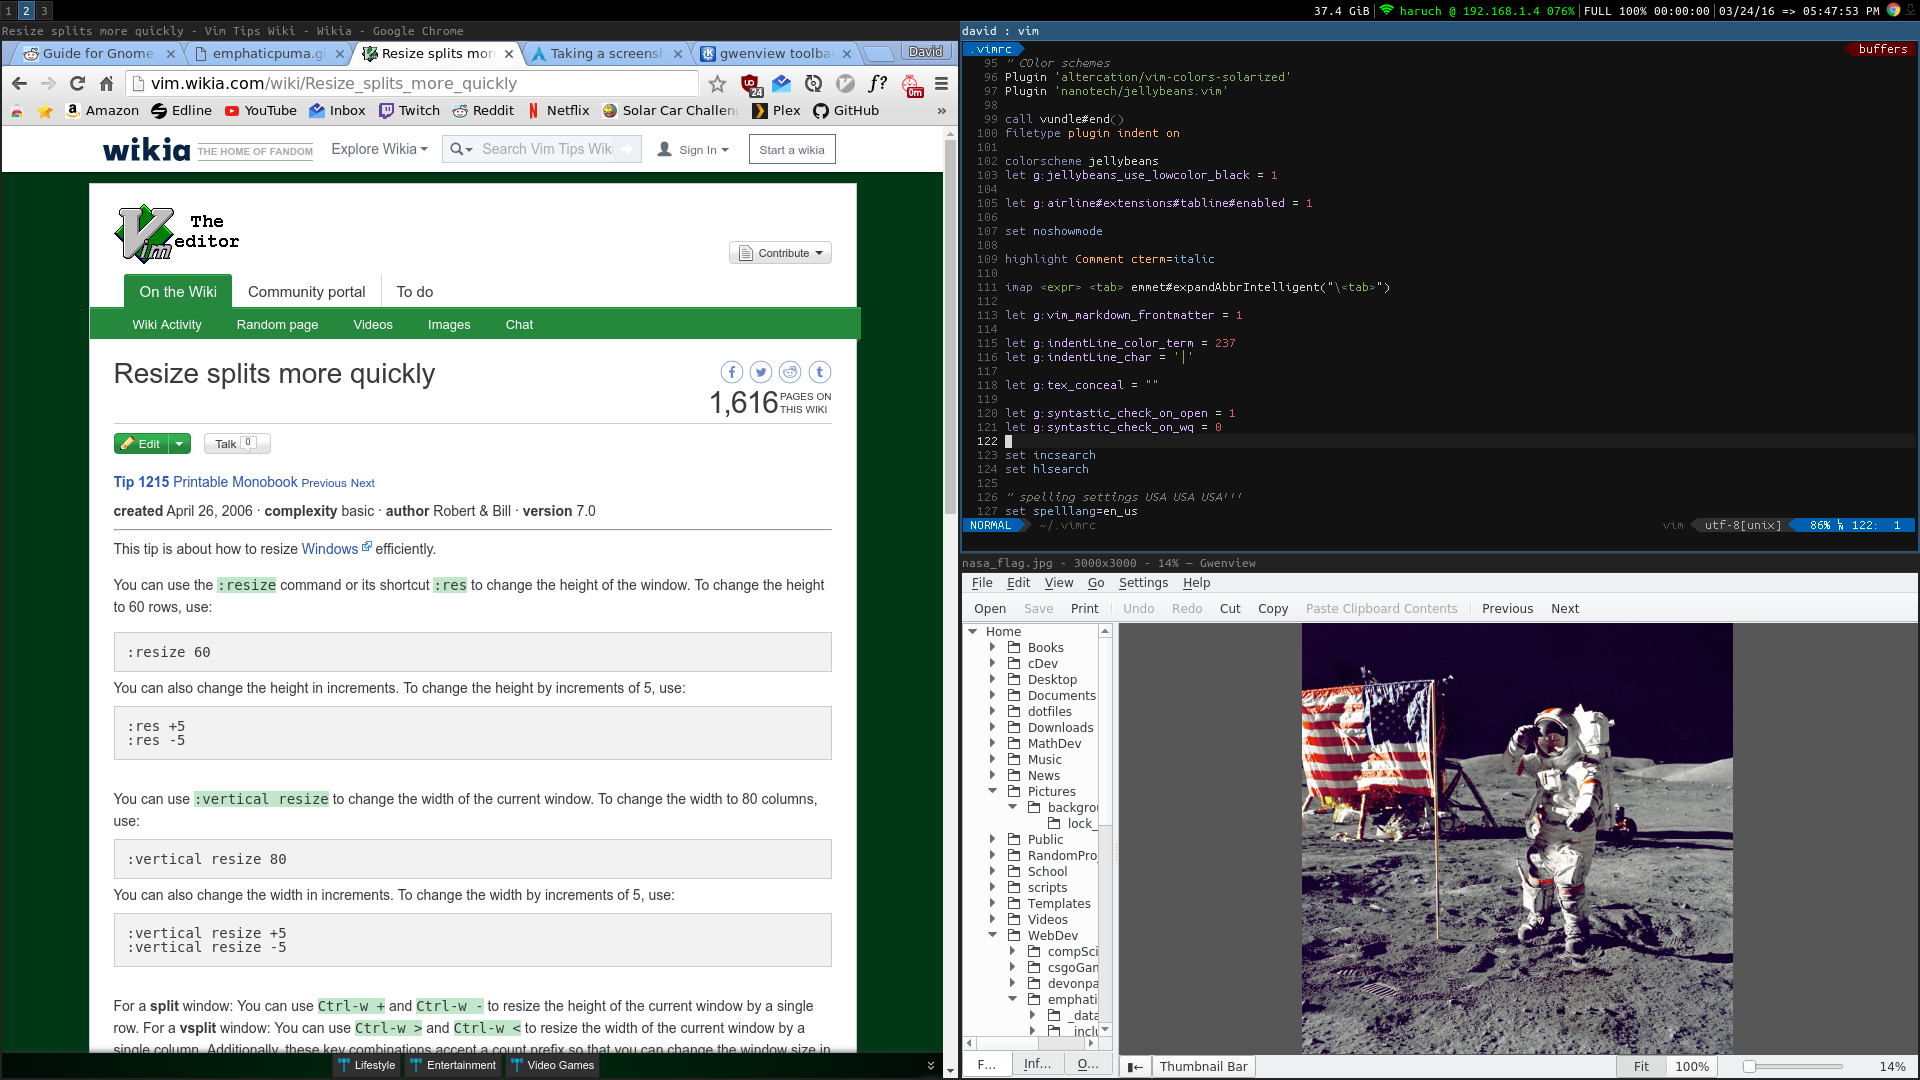 1 2 3
37.4 GiB | haruch @ 192.168.1.4 076% | FULL 100% 00:00:00 | 03/24/16 => 05:47:53 PM
Resize splits more quickly - Vim Tips Wiki - Wikia - Google Chrome
Guide for Gnome × emphaticpuma.gi × Resize splits mor × Taking a screensh × gwenview toolba × David
vim.wikia.com/wiki/Resize_splits_more_quickly
24 f? 0m
Amazon Edline YouTube Inbox Twitch Reddit Netflix Solar Car Challeng Plex GitHub »
wikia THE HOME OF FANDOM Explore Wikia Search Vim Tips Wiki Sign In Start a wikia
The
Vim editor
Contribute
On the Wiki Community portal To do
Wiki Activity Random page Videos Images Chat
Resize splits more quickly
1,616 PAGES ON
THIS WIKI
Edit Talk 0
Tip 1215 Printable Monobook Previous Next
created April 26, 2006 · complexity basic · author Robert & Bill · version 7.0
This tip is about how to resize Windows efficiently.
You can use the :resize command or its shortcut :res to change the height of the window. To change the height
to 60 rows, use:
:resize 60
You can also change the height in increments. To change the height by increments of 5, use:
:res +5
:res -5
You can use :vertical resize to change the width of the current window. To change the width to 80 columns,
use:
:vertical resize 80
You can also change the width in increments. To change the width by increments of 5, use:
:vertical resize +5
:vertical resize -5
For a split window: You can use Ctrl-w + and Ctrl-w - to resize the height of the current window by a single
row. For a vsplit window: You can use Ctrl-w > and Ctrl-w < to resize the width of the current window by a
single column. Additionally, these key combinations accept a count prefix so that you can change the window size in
Lifestyle Entertainment Video Games
david : vim
.vimrc buffers
95 " COlor schemes
96 Plugin 'altercation/vim-colors-solarized'
97 Plugin 'nanotech/jellybeans.vim'
98
99 call vundle#end()
100 filetype plugin indent on
101
102 colorscheme jellybeans
103 let g:jellybeans_use_lowcolor_black = 1
104
105 let g:airline#extensions#tabline#enabled = 1
106
107 set noshowmode
108
109 highlight Comment cterm=italic
110
111 imap <expr> <tab> emmet#expandAbbrIntelligent("\<tab>")
112
113 let g:vim_markdown_frontmatter = 1
114
115 let g:indentLine_color_term = 237
116 let g:indentLine_char = '│'
117
118 let g:tex_conceal = ""
119
120 let g:syntastic_check_on_open = 1
121 let g:syntastic_check_on_wq = 0
122
123 set incsearch
124 set hlsearch
125
126 " spelling settings USA USA USA!!!
127 set spelllang=en_us
NORMAL ~/.vimrc vim utf-8[unix] 86% 122: 1
nasa_flag.jpg - 3000x3000 - 14% — Gwenview
File Edit View Go Settings Help
Open Save Print Undo Redo Cut Copy Paste Clipboard Contents Previous Next
Home
Books
cDev
Desktop
Documents
dotfiles
Downloads
MathDev
Music
News
Pictures
backgrou
lock_
Public
RandomPro
School
scripts
Templates
Videos
WebDev
compSci
csgoGam
devonpa
emphati
_data
_inclu
F... Inf... O... Thumbnail Bar Fit 100% 14%